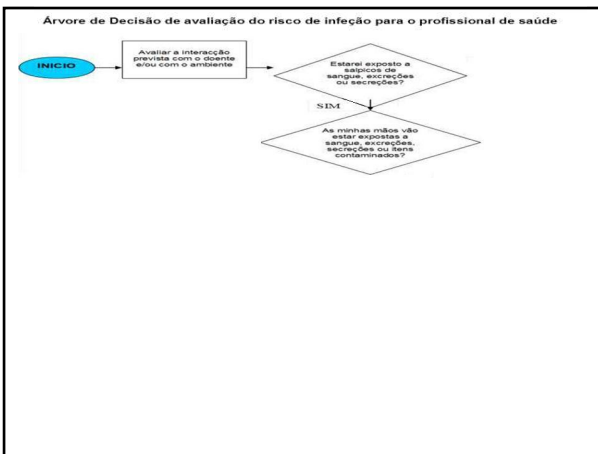 Árvore de Decisão de avaliação do risco de infeção para o profissional de saúde
INICIO
Avaliar a interacção
prevista com o doente
e/ou com o ambiente
Estarei exposto a
salpicos de
sangue, excreções
ou secreções?
SIM
As minhas mãos vão
estar expostas a
sangue, excreções,
secreções ou itens
contaminados?